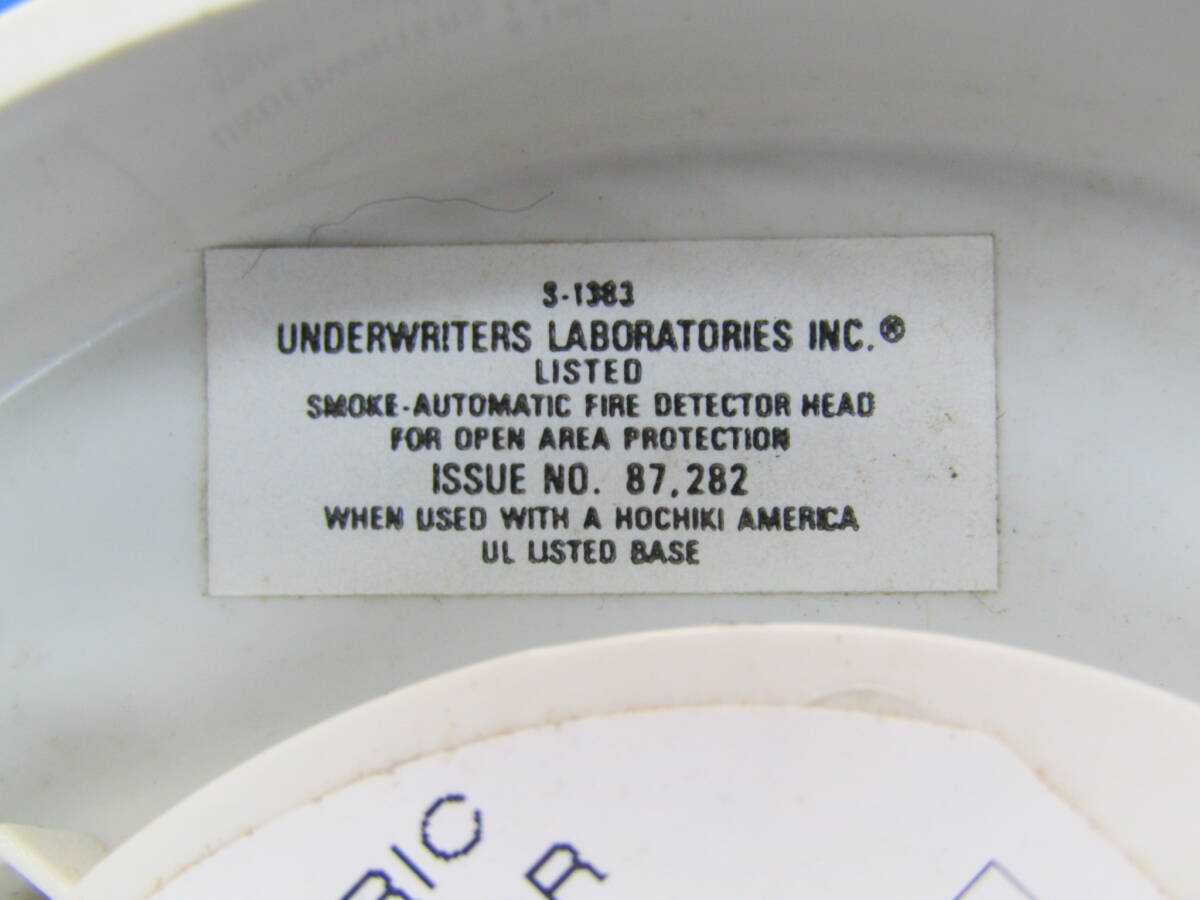 S-1383
UNDERWRITERS LABORATORIES INC.®
LISTED
SMOKE-AUTOMATIC FIRE DETECTOR HEAD
FOR OPEN AREA PROTECTION
ISSUE NO. 87,282
WHEN USED WITH A HOCHIKI AMERICA
UL LISTED BASE
RIC
R